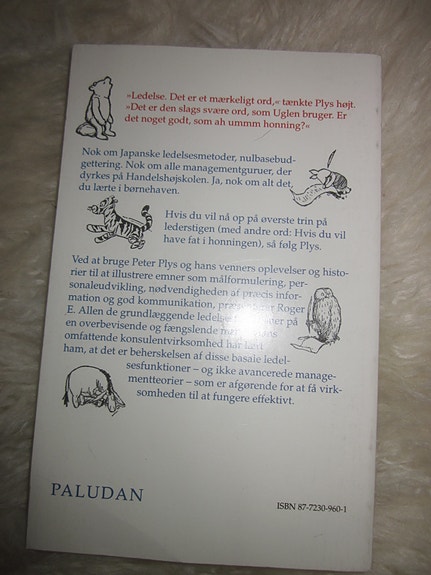 »Ledelse. Det er et mærkeligt ord,« tænkte Plys højt.
»Det er den slags svære ord, som Uglen bruger. Er
det noget godt, som ah ummm honning?»
Nok om Japanske ledelsesmetoder, nulbasebud-
gettering. Nok om alle managementguruer, der
dyrkes på Handelshøjskolen. Ja, nok om alt det,
du lærte i børnehaven.
Hvis du vil nå op på øverste trin på
lederstigen (med andre ord: Hvis du vil
have fat i honningen), så følg Plys.
Ved at bruge Peter Plys og hans venners oplevelser og histo-
rier til at illustrere emner som målformulering, per-
sonaleudvikling, nødvendigheden af præcis infor-
mation og god kommunikation, Roger
E. Allen de grundlæggende på
en overbevisende og fængslende
omfattende konsulentvirksomhed har lært
ham, at det er beherskelsen af disse basale ledel-
sesfunktioner – og ikke avancerede manage-
mentteorier – som er afgørende for at få virk-
somheden til at fungere effektivt.
PALUDAN
ISBN 87-7230-960-1